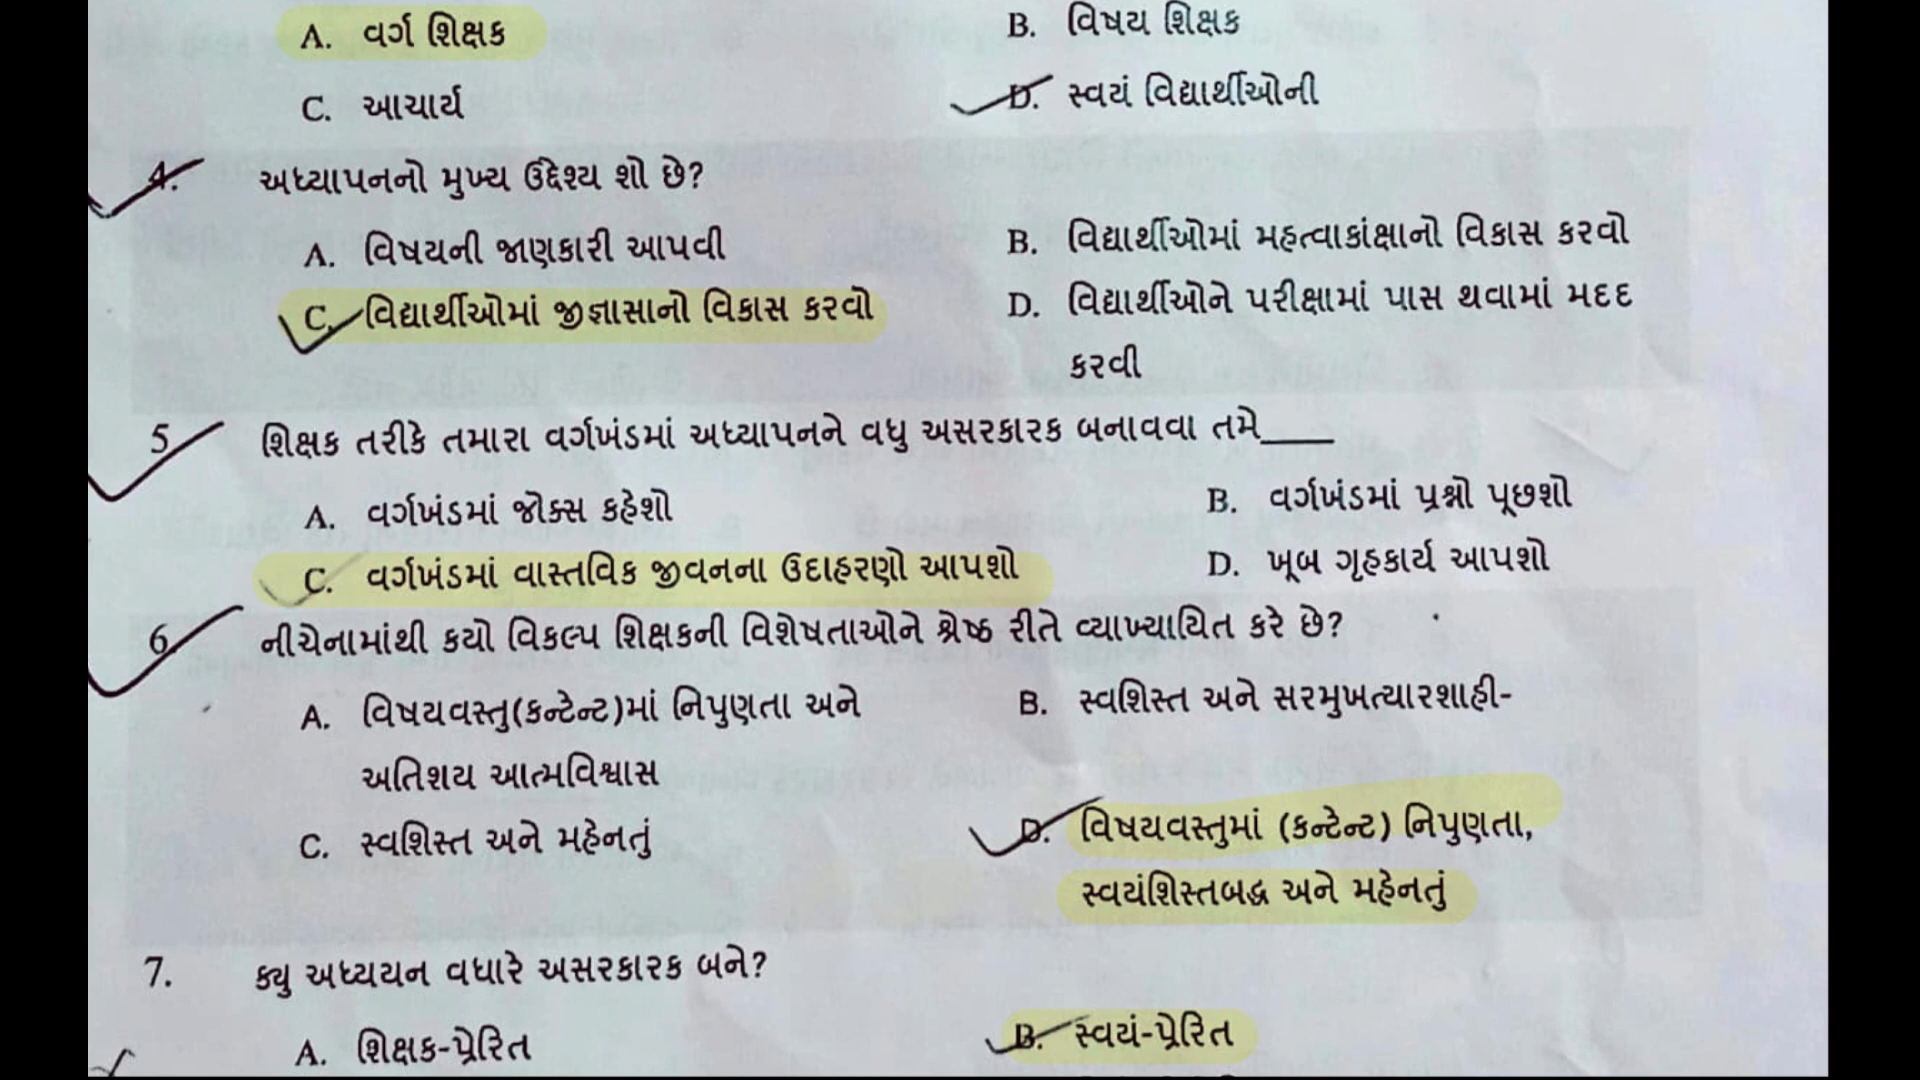 A. વર્ગ શિક્ષક B. વિષય શિક્ષક
C. આચાર્ય D. સ્વયં વિદ્યાર્થીઓની
4. અધ્યાપનનો મુખ્ય ઉદ્દેશ્ય શો છે?
A. વિષયની જાણકારી આપવી B. વિદ્યાર્થીઓમાં મહત્વાકાંક્ષાનો વિકાસ કરવો
C. વિદ્યાર્થીઓમાં જીજ્ઞાસાનો વિકાસ કરવો D. વિદ્યાર્થીઓને પરીક્ષામાં પાસ થવામાં મદદ
કરવી
5 શિક્ષક તરીકે તમારા વર્ગખંડમાં અધ્યાપનને વધુ અસરકારક બનાવવા તમે____
A. વર્ગખંડમાં જોક્સ કહેશો B. વર્ગખંડમાં પ્રશ્નો પૂછશો
C. વર્ગખંડમાં વાસ્તવિક જીવનના ઉદાહરણો આપશો D. ખૂબ ગૃહકાર્ય આપશો
6. નીચેનામાંથી કયો વિકલ્પ શિક્ષકની વિશેષતાઓને શ્રેષ્ઠ રીતે વ્યાખ્યાયિત કરે છે?
A. વિષયવસ્તુ(કન્ટેન્ટ)માં નિપુણતા અને B. સ્વશિસ્ત અને સરમુખત્યારશાહી-
અતિશય આત્મવિશ્વાસ
C. સ્વશિસ્ત અને મહેનતું D. વિષયવસ્તુમાં (કન્ટેન્ટ) નિપુણતા,
સ્વયંશિસ્તબદ્ધ અને મહેનતું
7. ક્યુ અધ્યયન વધારે અસરકારક બને?
A. શિક્ષક-પ્રેરિત B. સ્વયં-પ્રેરિત